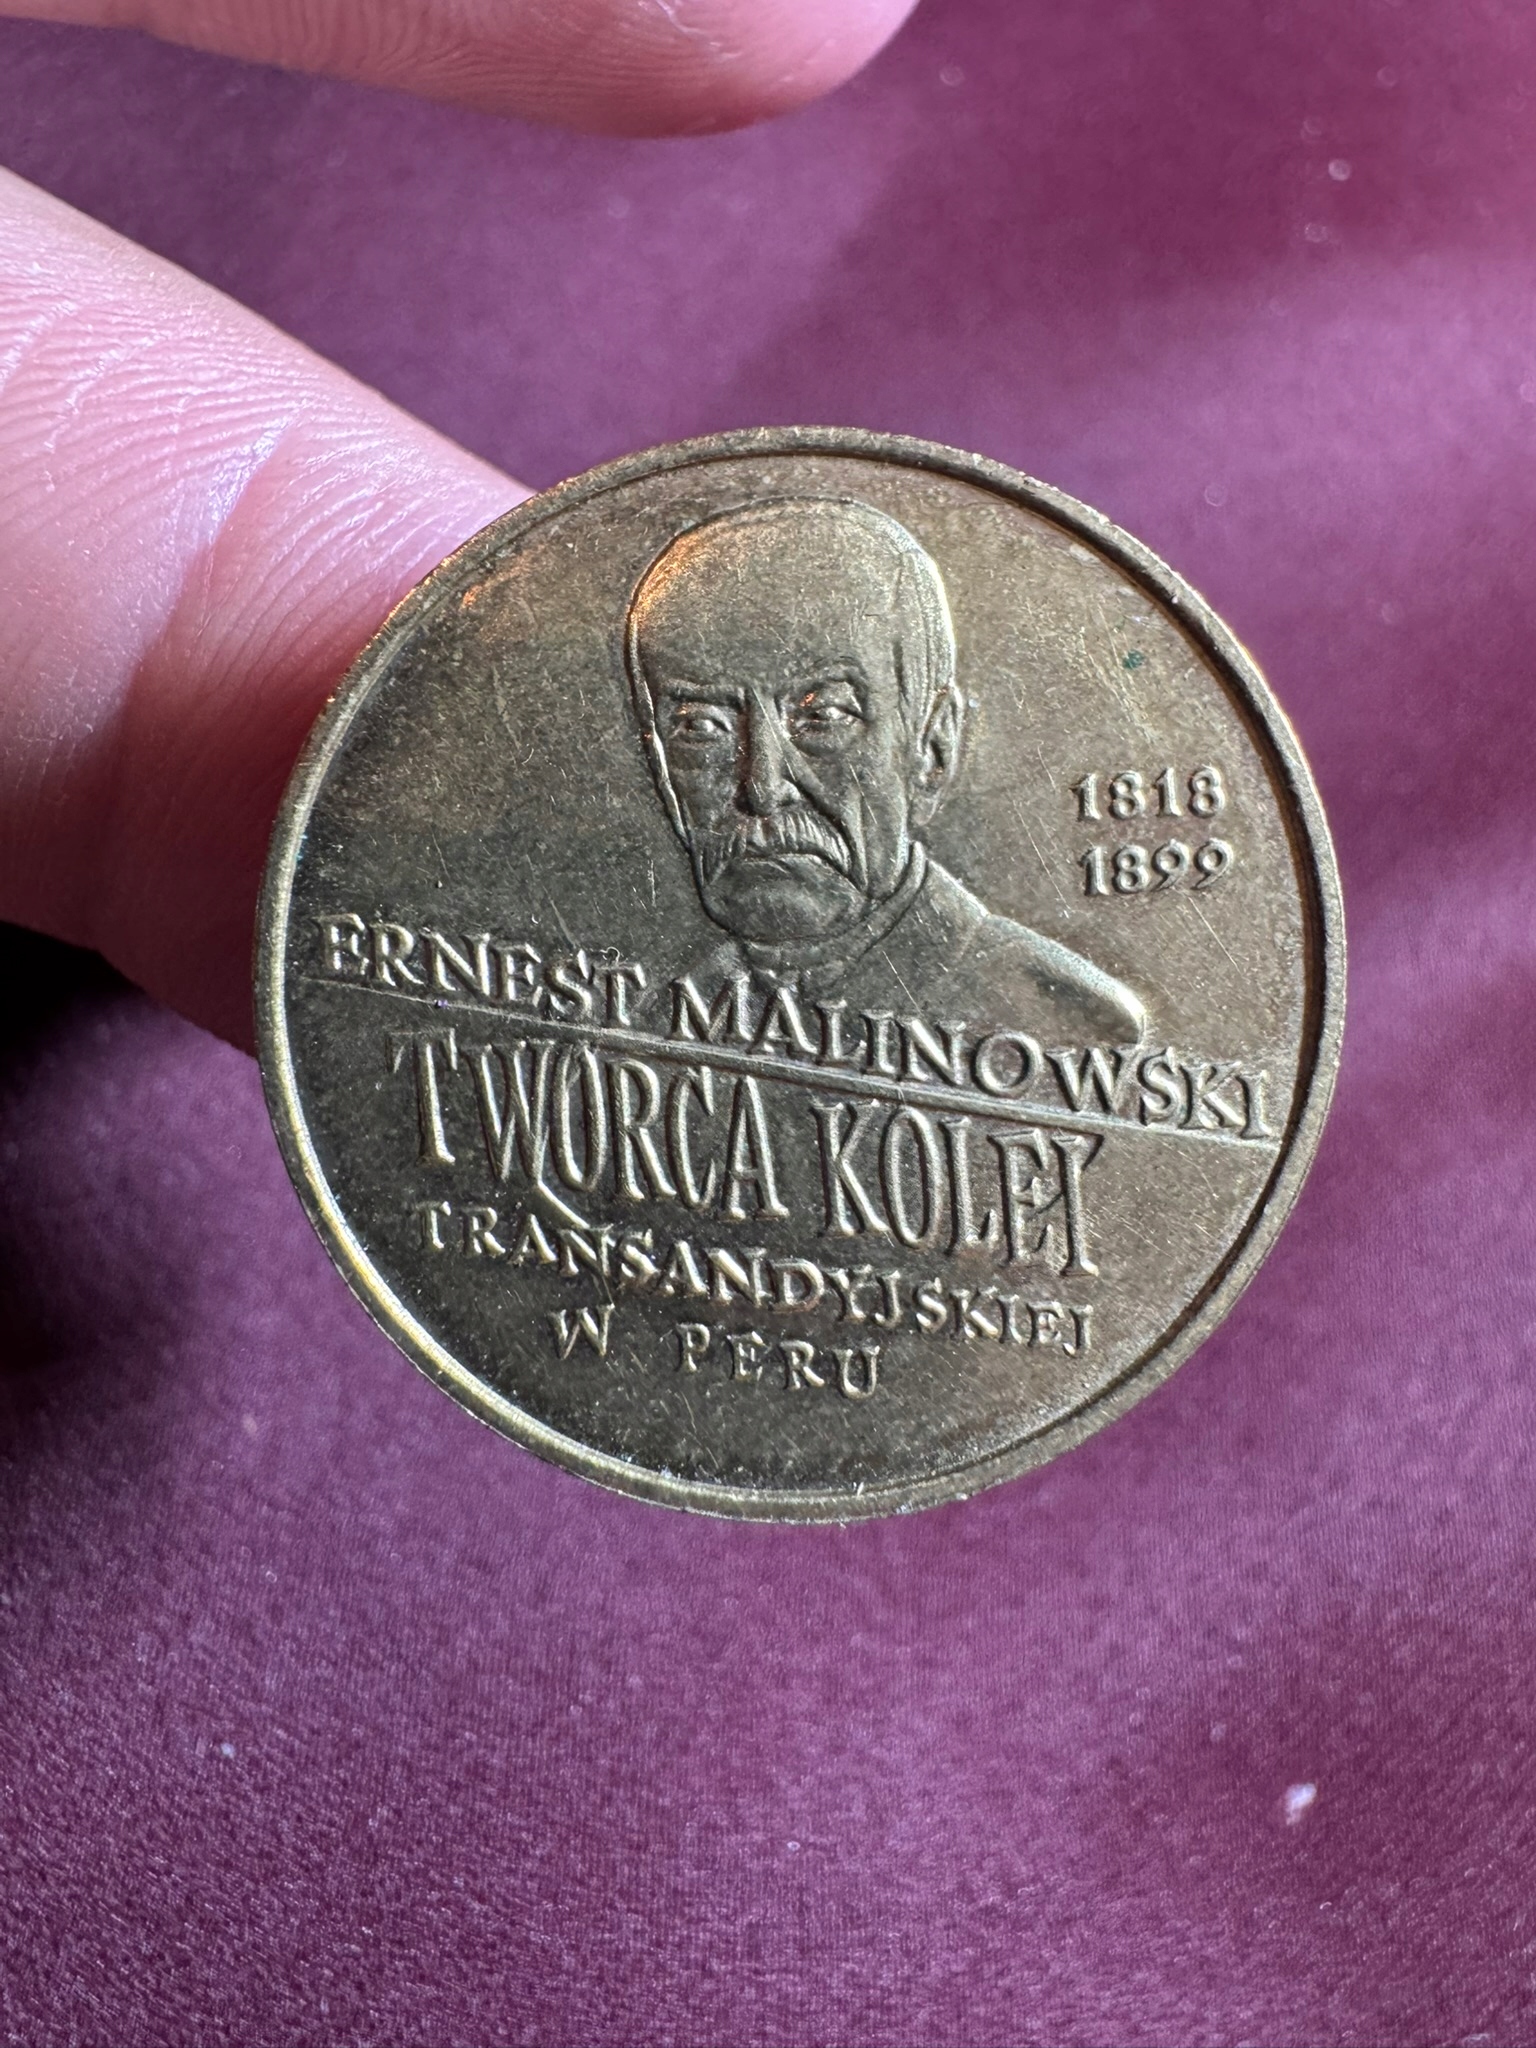 1818
1899
ERNEST MALINOWSKI
TWÓRCA KOLEI
TRANSANDYJSKIEJ
W PERU